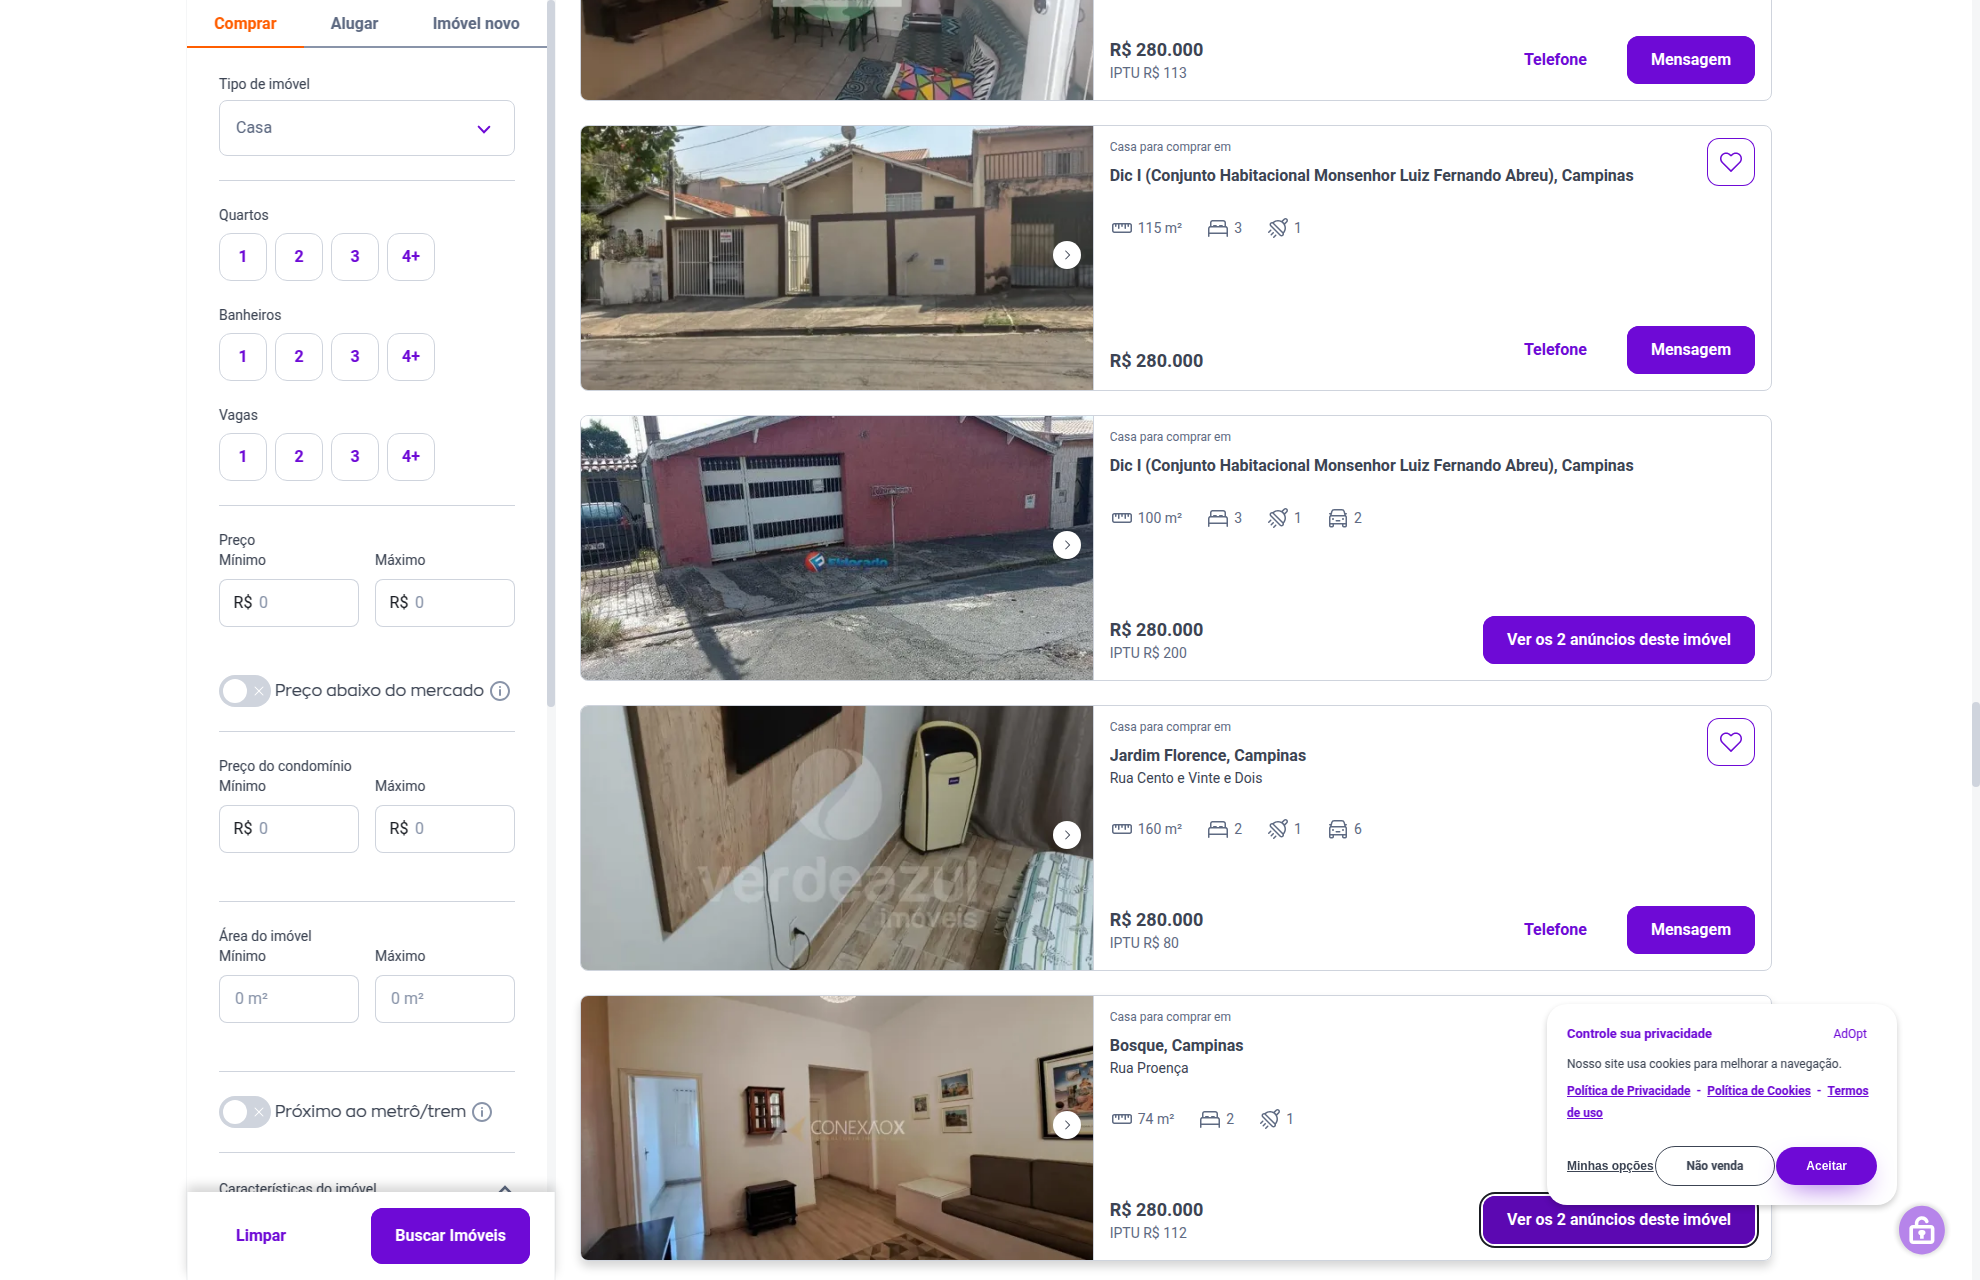 Comprar
Alugar
Imóvel novo
Tipo de imóvel
Casa
Quartos
1
2
3
4+
Banheiros
1
2
3
4+
Vagas
1
2
3
4+
Preço
Mínimo
Máximo
R$ 0
R$ 0
Preço abaixo do mercado
Preço do condomínio
Mínimo
Máximo
R$ 0
R$ 0
Área do imóvel
Mínimo
Máximo
0 m²
0 m²
Próximo ao metrô/trem
Características do imóvel
Limpar
Buscar Imóveis
R$ 280.000
IPTU R$ 113
Telefone
Mensagem
Casa para comprar em
Dic I (Conjunto Habitacional Monsenhor Luiz Fernando Abreu), Campinas
115 m²
3
1
R$ 280.000
Telefone
Mensagem
Eldorado
Casa para comprar em
Dic I (Conjunto Habitacional Monsenhor Luiz Fernando Abreu), Campinas
100 m²
3
1
2
R$ 280.000
IPTU R$ 200
Ver os 2 anúncios deste imóvel
verdeazul
imóveis
Casa para comprar em
Jardim Florence, Campinas
Rua Cento e Vinte e Dois
160 m²
2
1
6
R$ 280.000
IPTU R$ 80
Telefone
Mensagem
CONEXAOX
Casa para comprar em
Bosque, Campinas
Rua Proença
74 m²
2
1
R$ 280.000
IPTU R$ 112
Ver os 2 anúncios deste imóvel
Controle sua privacidade
AdOpt
Nosso site usa cookies para melhorar a navegação.
Política de Privacidade - Política de Cookies - Termos
de uso
Minhas opções
Não venda
Aceitar